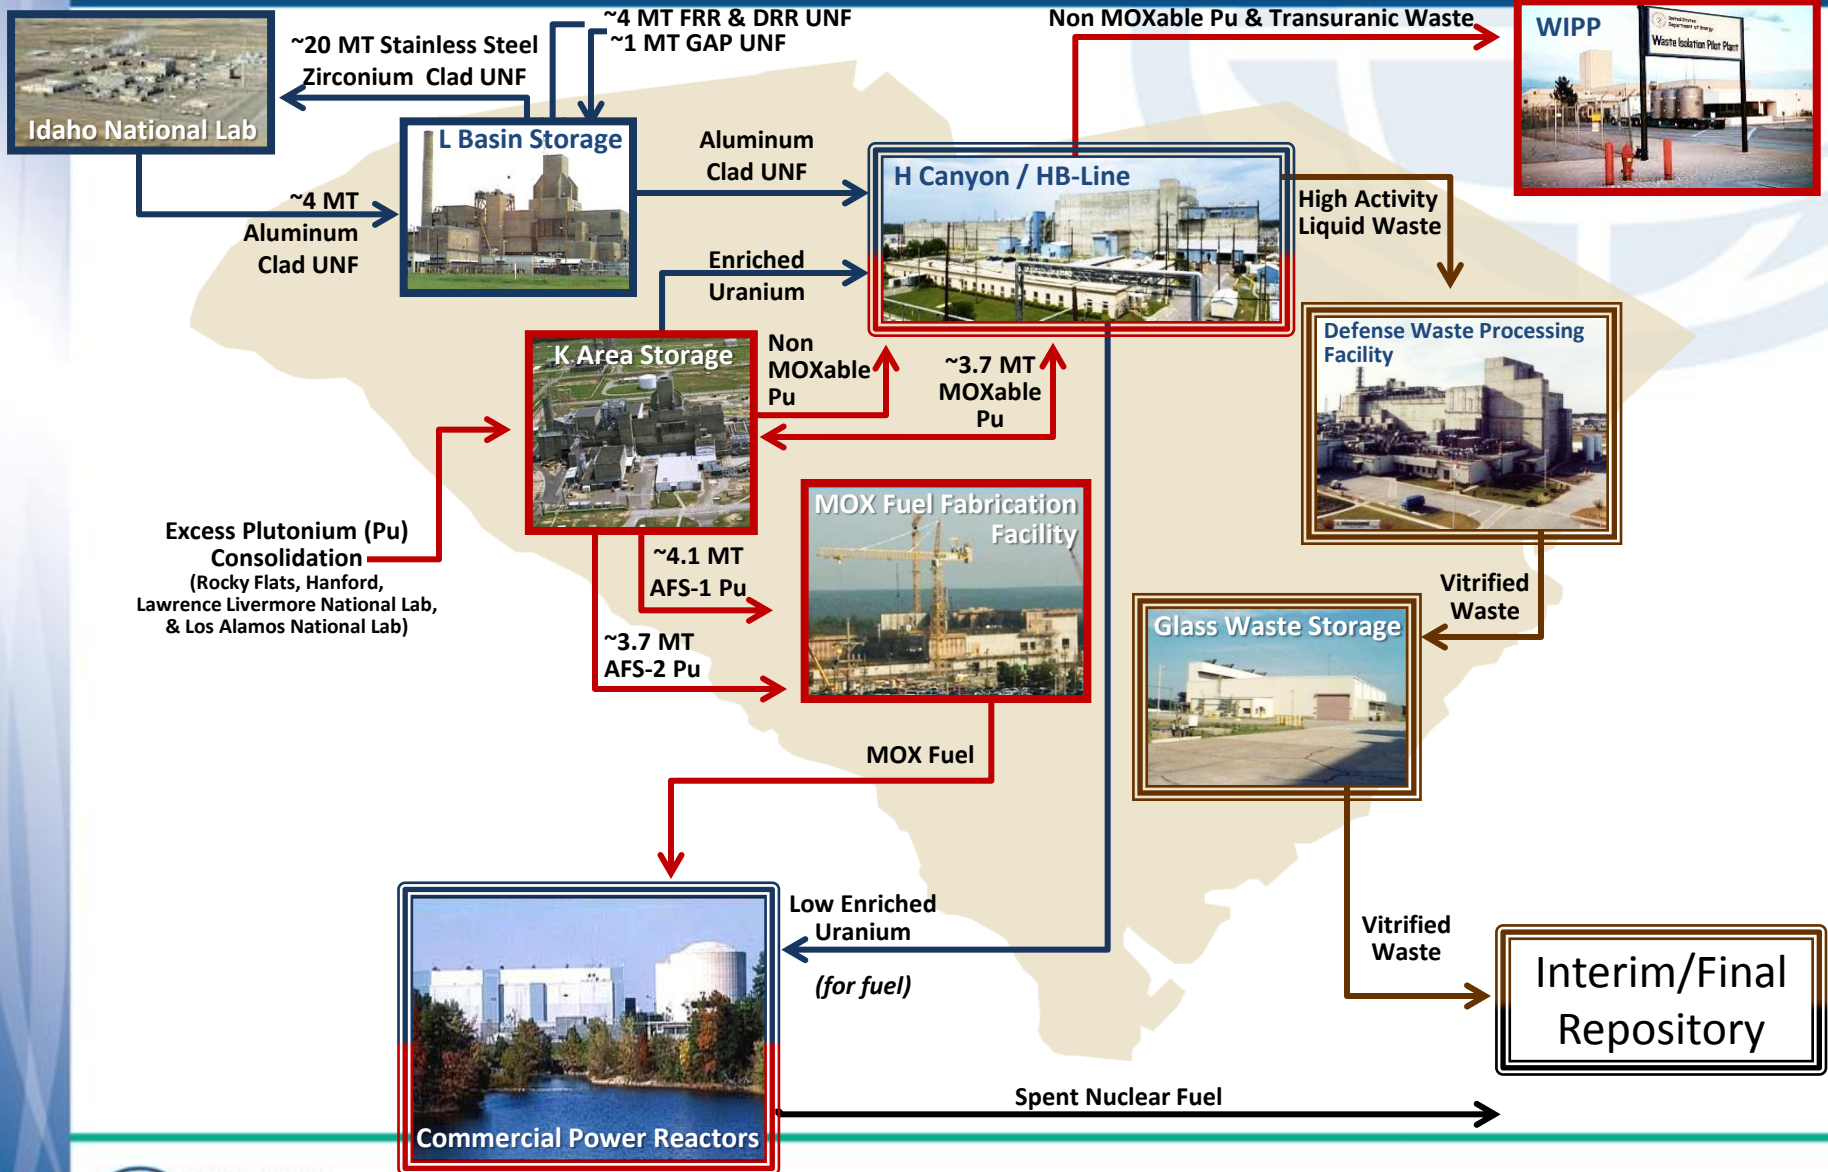 ~4 MT FRR & DRR UNF
~1 MT GAP UNF
Non MOXable Pu & Transuranic Waste
WIPP
United States
Department of Energy
Waste Isolation Pilot Plant
~20 MT Stainless Steel
Zirconium Clad UNF
Idaho National Lab
L Basin Storage
Aluminum
Clad UNF
H Canyon / HB-Line
High Activity
Liquid Waste
~4 MT
Aluminum
Clad UNF
Enriched
Uranium
K Area Storage
Non
MOXable
Pu
~3.7 MT
MOXable
Pu
Defense Waste Processing
Facility
Excess Plutonium (Pu)
Consolidation
(Rocky Flats, Hanford,
Lawrence Livermore National Lab,
& Los Alamos National Lab)
MOX Fuel Fabrication
Facility
~4.1 MT
AFS-1 Pu
~3.7 MT
AFS-2 Pu
Vitrified
Waste
Glass Waste Storage
MOX Fuel
Low Enriched
Uranium
(for fuel)
Vitrified
Waste
Interim/Final
Repository
Spent Nuclear Fuel
Commercial Power Reactors